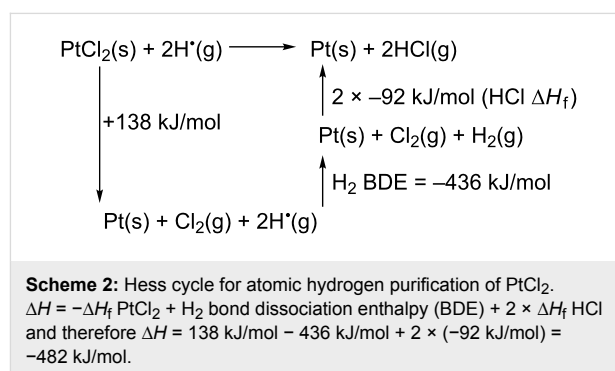 PtCl₂(s) + 2H•(g) ⟶ Pt(s) + 2HCl(g)
2 × –92 kJ/mol (HCl ΔHf)
+138 kJ/mol
Pt(s) + Cl₂(g) + H₂(g)
H₂ BDE = –436 kJ/mol
Pt(s) + Cl₂(g) + 2H•(g)
Scheme 2: Hess cycle for atomic hydrogen purification of PtCl₂.
ΔH = −ΔHf PtCl₂ + H₂ bond dissociation enthalpy (BDE) + 2 × ΔHf HCl
and therefore ΔH = 138 kJ/mol − 436 kJ/mol + 2 × (−92 kJ/mol) =
−482 kJ/mol.